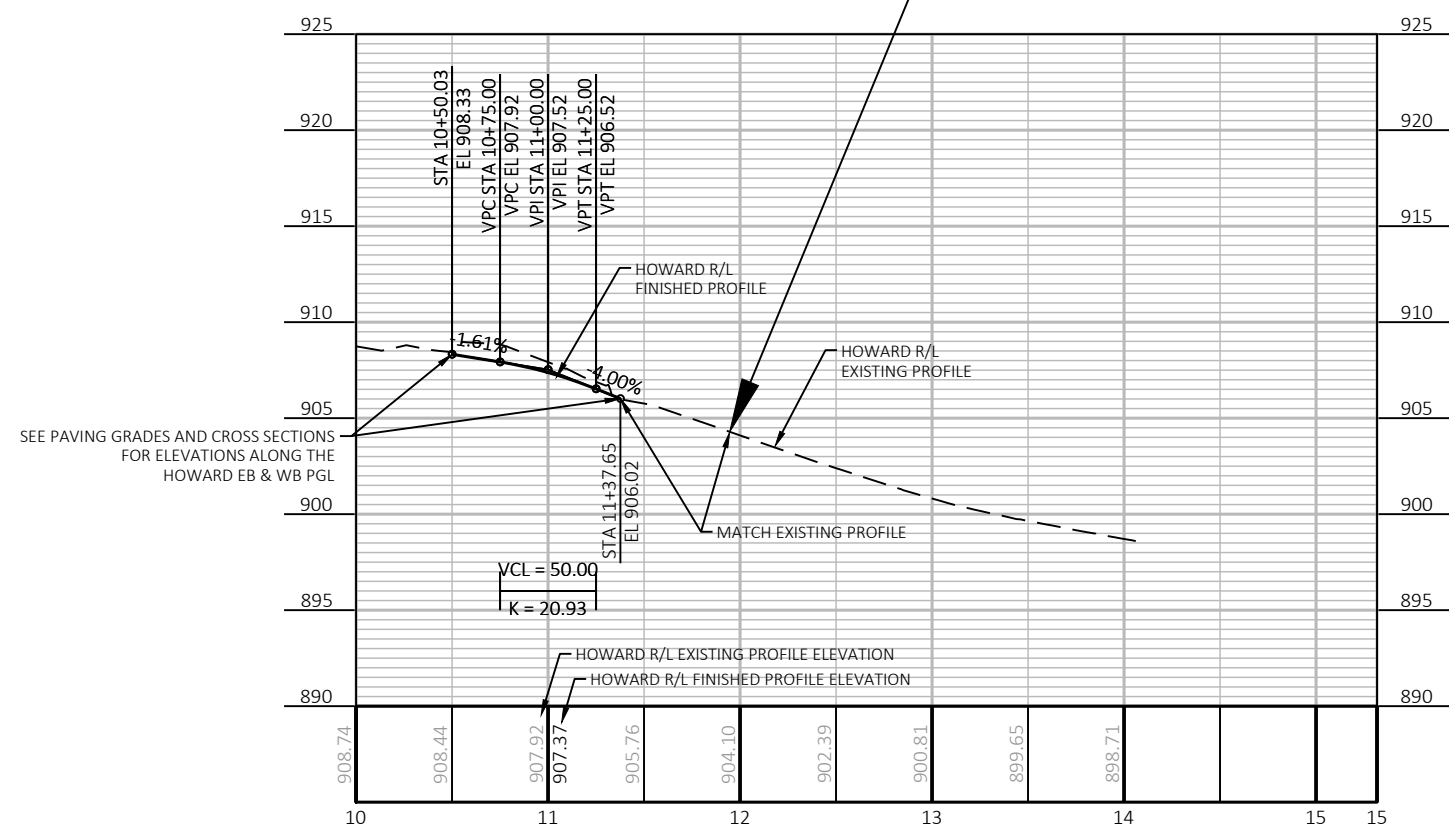 925
925
920
920
915
915
910
910
905
905
900
900
895
895
890
890
STA 10+50.03
EL 908.33
VPC STA 10+75.00
VPC EL 907.92
VPI STA 11+00.00
VPI EL 907.52
VPT STA 11+25.00
VPT EL 906.52
HOWARD R/L
FINISHED PROFILE
-1.61%
-4.00%
HOWARD R/L
EXISTING PROFILE
SEE PAVING GRADES AND CROSS SECTIONS
FOR ELEVATIONS ALONG THE
HOWARD EB & WB PGL
STA 11+37.65
EL 906.02
MATCH EXISTING PROFILE
VCL = 50.00
K = 20.93
HOWARD R/L EXISTING PROFILE ELEVATION
HOWARD R/L FINISHED PROFILE ELEVATION
908.74
908.44
907.92
907.37
905.76
904.10
902.39
900.81
899.65
898.71
10
11
12
13
14
15
15